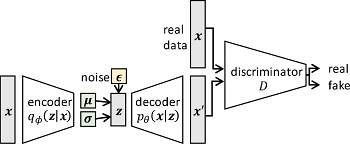 real
data
x
noise
ϵ
x
encoder
qϕ(z|x)
μ
σ
z
decoder
pθ(x|z)
x′
discriminator
D
real
fake